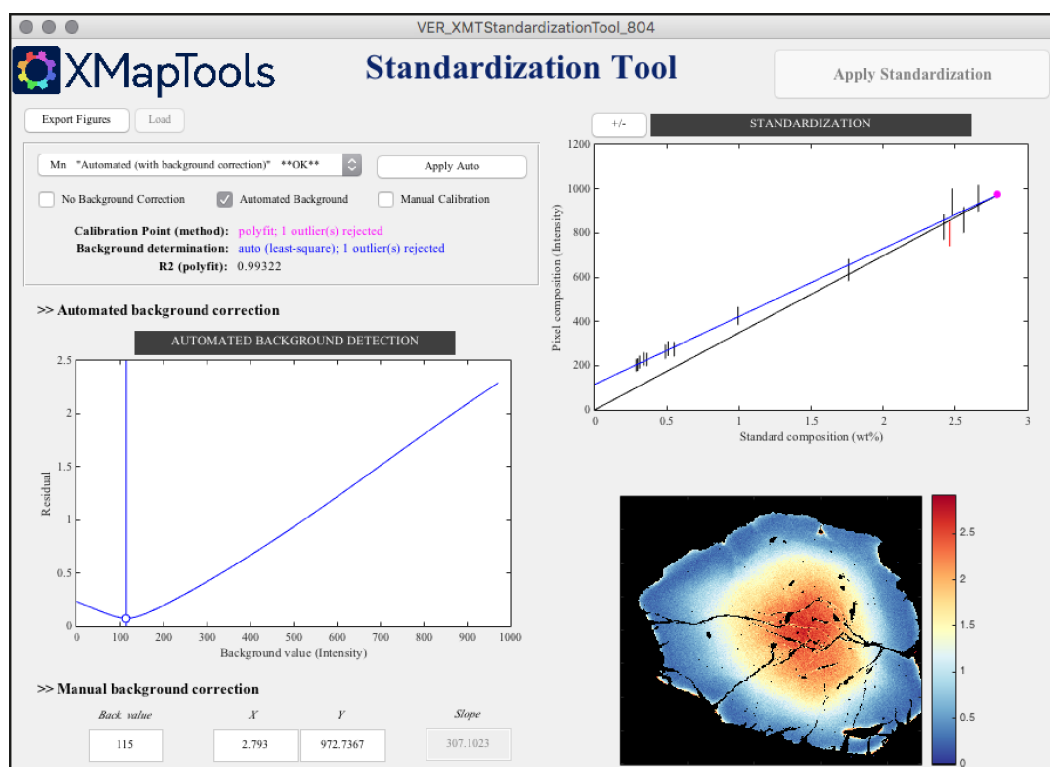 VER_XMTStandardizationTool_804
XMapTools
Standardization Tool
Apply Standardization
Export Figures
Load
Mn "Automated (with background correction)" **OK**
Apply Auto
No Background Correction
Automated Background
Manual Calibration
Calibration Point (method): polyfit; 1 outlier(s) rejected
Background determination: auto (least-square); 1 outlier(s) rejected
R2 (polyfit): 0.99322
>> Automated background correction
AUTOMATED BACKGROUND DETECTION
2.5
2
1.5
1
0.5
0
Residual
0 100 200 300 400 500 600 700 800 900 1000
Background value (Intensity)
>> Manual background correction
Back. value X Y Slope
115 2.793 972.7367 307.1023
+/-
STANDARDIZATION
1200
1000
800
600
400
200
0
Pixel composition (Intensity)
0 0.5 1 1.5 2 2.5 3
Standard composition (wt%)
2.5
2
1.5
1
0.5
0